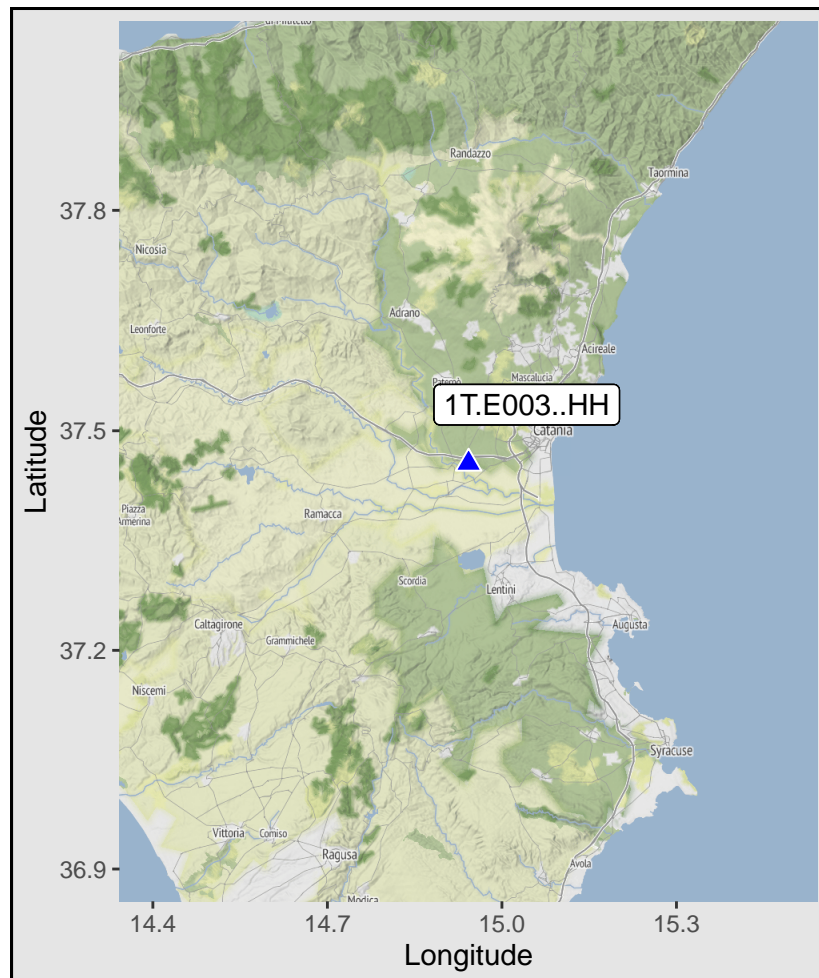 di Militello
Randazzo
Taormina
37.8
Nicosia
Adrano
Leonforte
Acireale
Mascalucia
Paternò
1T.E003..HH
Catania
37.5
Latitude
Piazza
Armerina
Ramacca
Scordia
Lentini
Caltagirone
Grammichele
Augusta
37.2
Niscemi
Syracuse
Vittoria
Comiso
Ragusa
Avola
36.9
Modica
14.4
14.7
15.0
15.3
Longitude